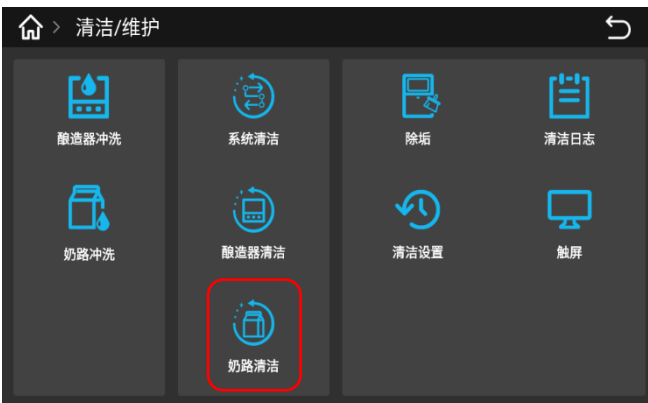 清洁/维护
酿造器冲洗
系统清洁
除垢
清洁日志
奶路冲洗
酿造器清洁
清洁设置
触屏
奶路清洁